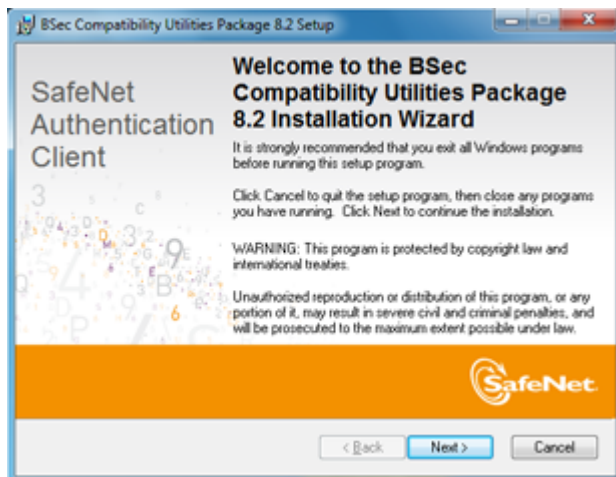 BSec Compatibility Utilities Package 8.2 Setup
SafeNet
Authentication
Client
Welcome to the BSec
Compatibility Utilities Package
8.2 Installation Wizard
It is strongly recommended that you exit all Windows programs
before running this setup program.
Click Cancel to quit the setup program, then close any programs
you have running. Click Next to continue the installation.
WARNING: This program is protected by copyright law and
international treaties.
Unauthorized reproduction or distribution of this program, or any
portion of it, may result in severe civil and criminal penalties, and
will be prosecuted to the maximum extent possible under law.
SafeNet.
< Back
Next >
Cancel